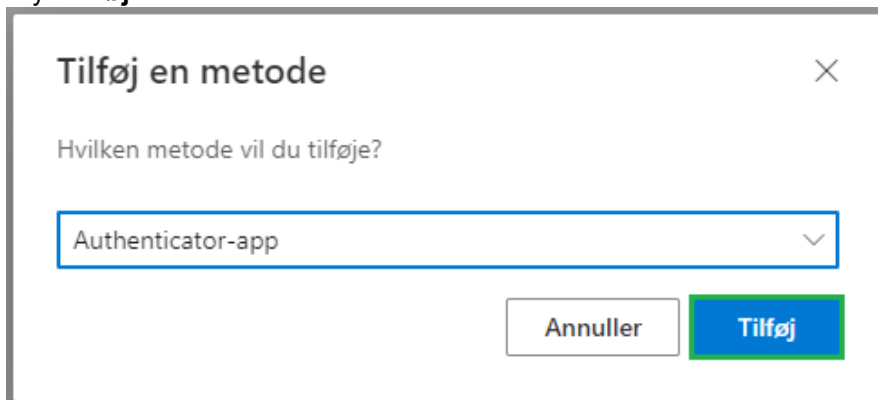 Tilføj en metode
Hvilken metode vil du tilføje?
Authenticator-app
Annuller
Tilføj